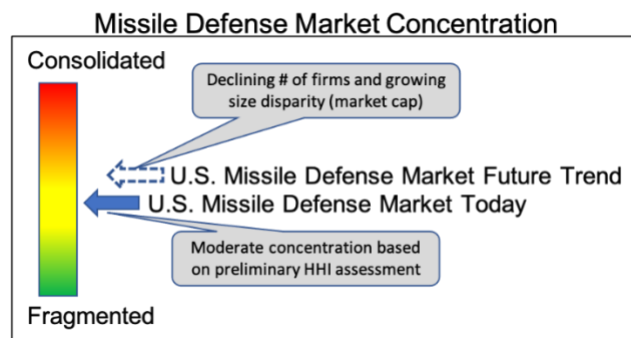 Missile Defense Market Concentration
Consolidated
Declining # of firms and growing
size disparity (market cap)
U.S. Missile Defense Market Future Trend
U.S. Missile Defense Market Today
Moderate concentration based
on preliminary HHI assessment
Fragmented